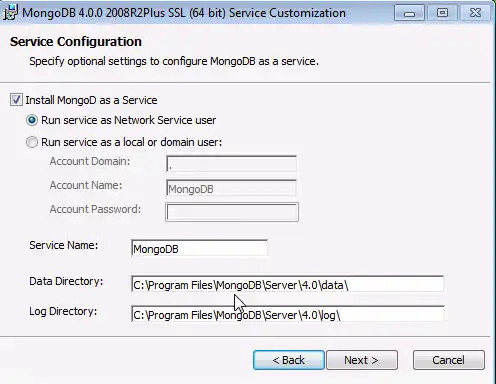 MongoDB 4.0.0 2008R2Plus SSL (64 bit) Service Customization
Service Configuration
Specify optional settings to configure MongoDB as a service.
Install MongoD as a Service
Run service as Network Service user
Run service as a local or domain user:
Account Domain: .
Account Name: MongoDB
Account Password:
Service Name: MongoDB
Data Directory: C:\Program Files\MongoDB\Server\4.0\data\
Log Directory: C:\Program Files\MongoDB\Server\4.0\log\
< Back Next > Cancel